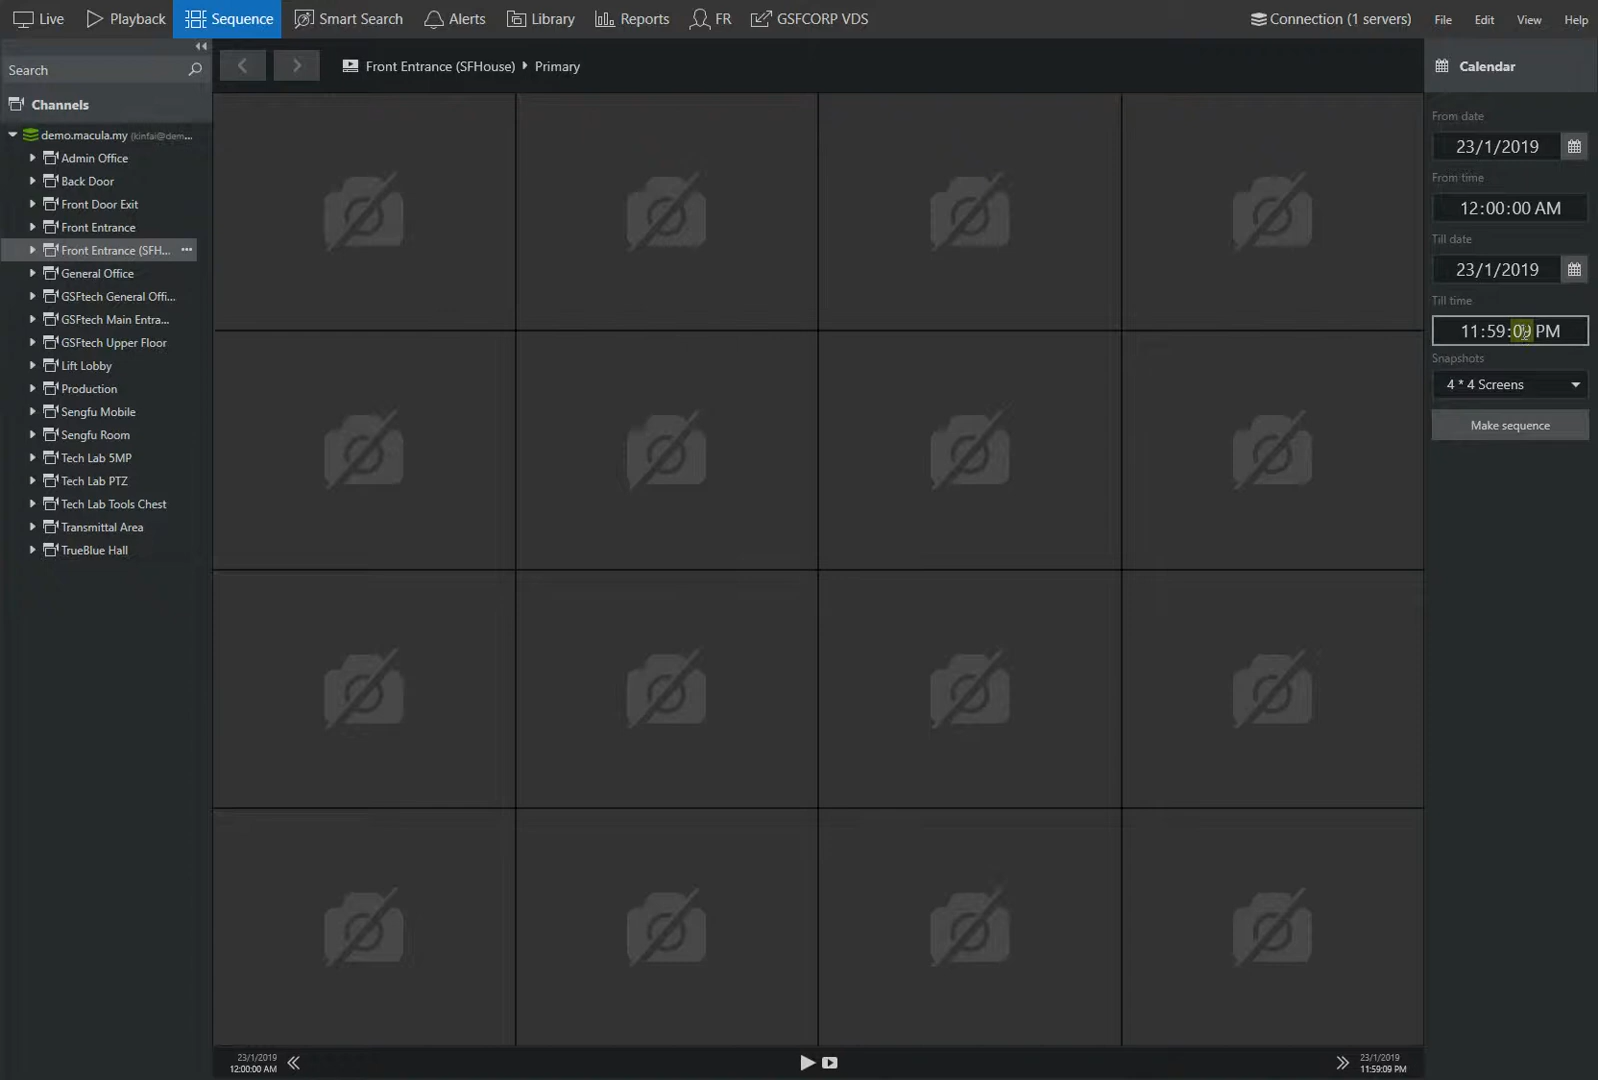 Live
Playback
Sequence
Smart Search
Alerts
Library
Reports
FR
GSFCORP VDS
Connection (1 servers)
File
Edit
View
Help
Search
Channels
demo.macula.my (kinfai@dem...
Admin Office
Back Door
Front Door Exit
Front Entrance
Front Entrance (SFH...
General Office
GSFtech General Offi...
GSFtech Main Entra...
GSFtech Upper Floor
Lift Lobby
Production
Sengfu Mobile
Sengfu Room
Tech Lab 5MP
Tech Lab PTZ
Tech Lab Tools Chest
Transmittal Area
TrueBlue Hall
Front Entrance (SFHouse)
Primary
Calendar
From date
23/1/2019
From time
12:00:00 AM
Till date
23/1/2019
Till time
11:59:09 PM
Snapshots
4 * 4 Screens
Make sequence
23/1/2019
12:00:00 AM
23/1/2019
11:59:09 PM